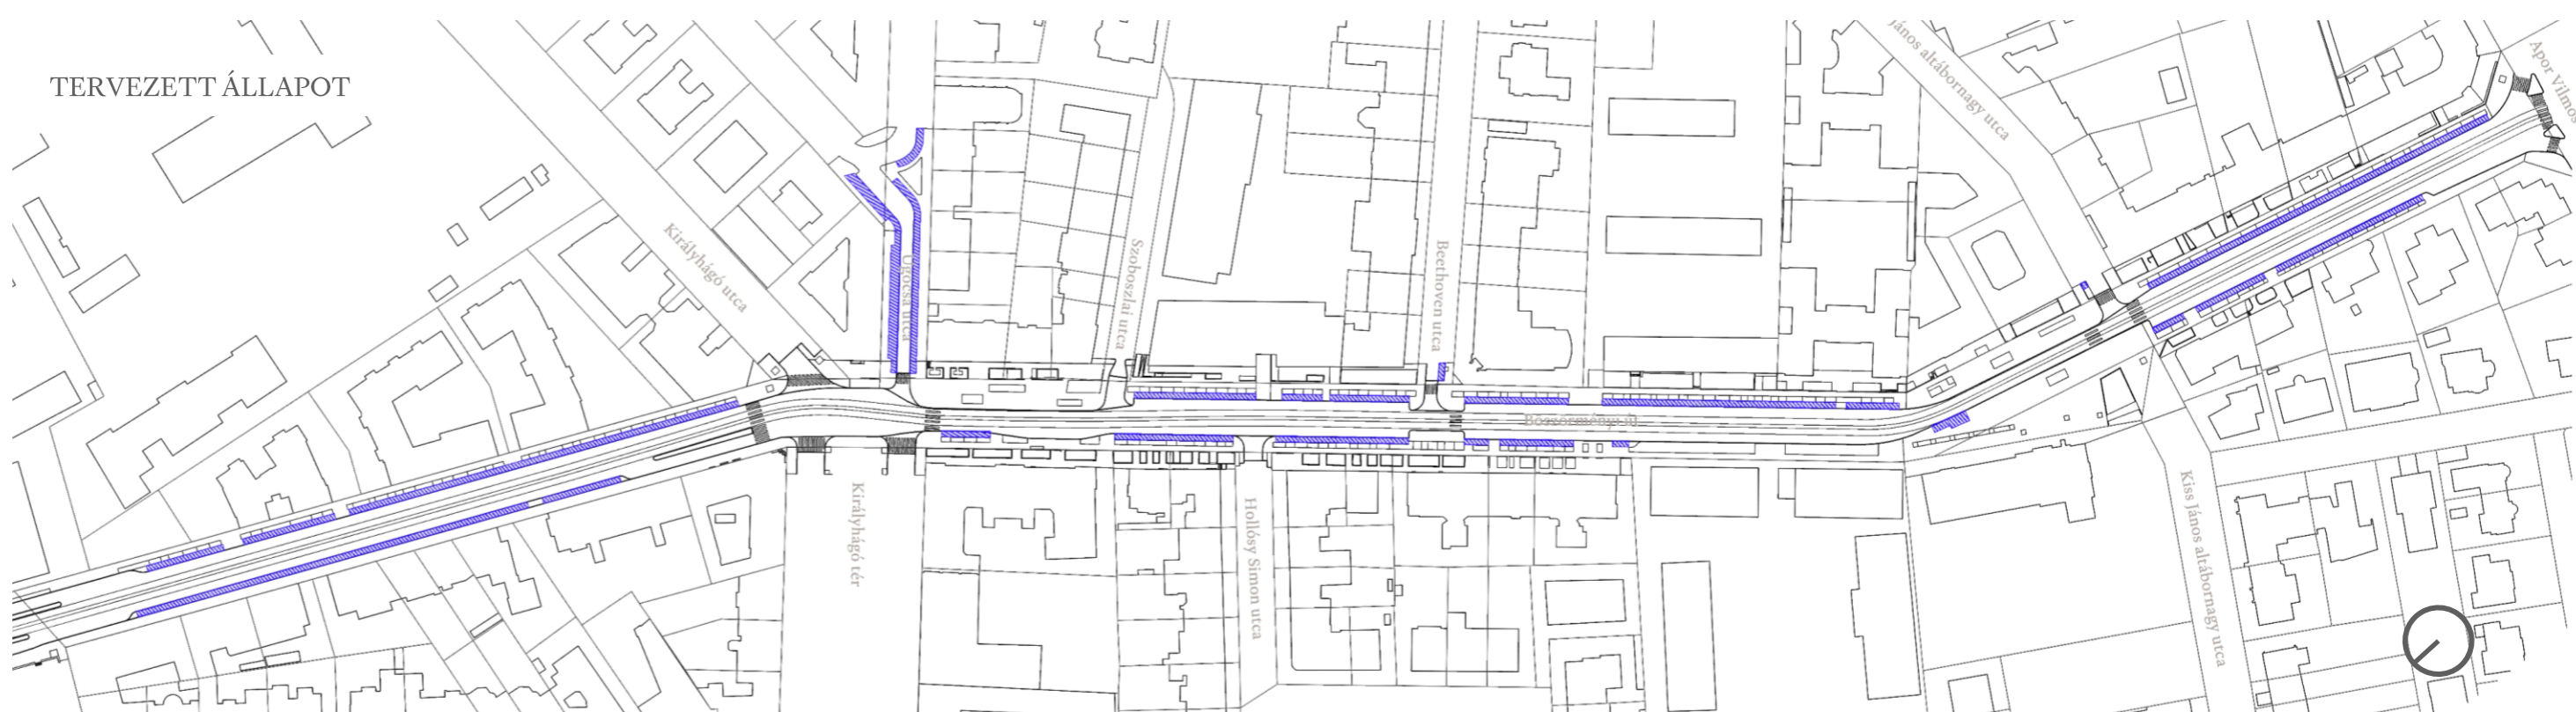 TERVEZETT ÁLLAPOT
Királyhágó utca
Ugocsa utca
Szoboszlai utca
Beethoven utca
János altábornagy utca
Apor Vilmos
Böszörményi út
Királyhágó tér
Hollósy Simon utca
Kiss János altábornagy utca